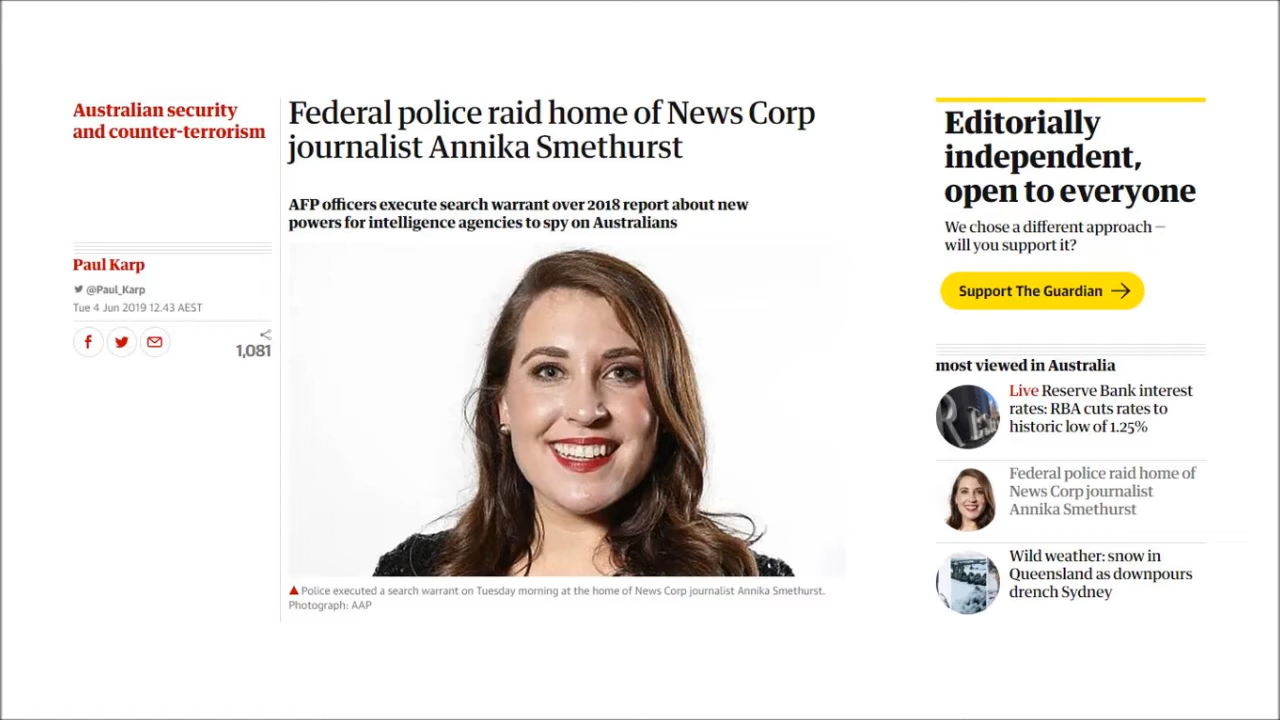 Australian security
and counter-terrorism
Paul Karp
@Paul_Karp
Tue 4 Jun 2019 12.43 AEST
1,081
Federal police raid home of News Corp
journalist Annika Smethurst
AFP officers execute search warrant over 2018 report about new
powers for intelligence agencies to spy on Australians
Police executed a search warrant on Tuesday morning at the home of News Corp journalist Annika Smethurst.
Photograph: AAP
Editorially
independent,
open to everyone
We chose a different approach —
will you support it?
Support The Guardian
most viewed in Australia
Live Reserve Bank interest
rates: RBA cuts rates to
historic low of 1.25%
Federal police raid home of
News Corp journalist
Annika Smethurst
Wild weather: snow in
Queensland as downpours
drench Sydney